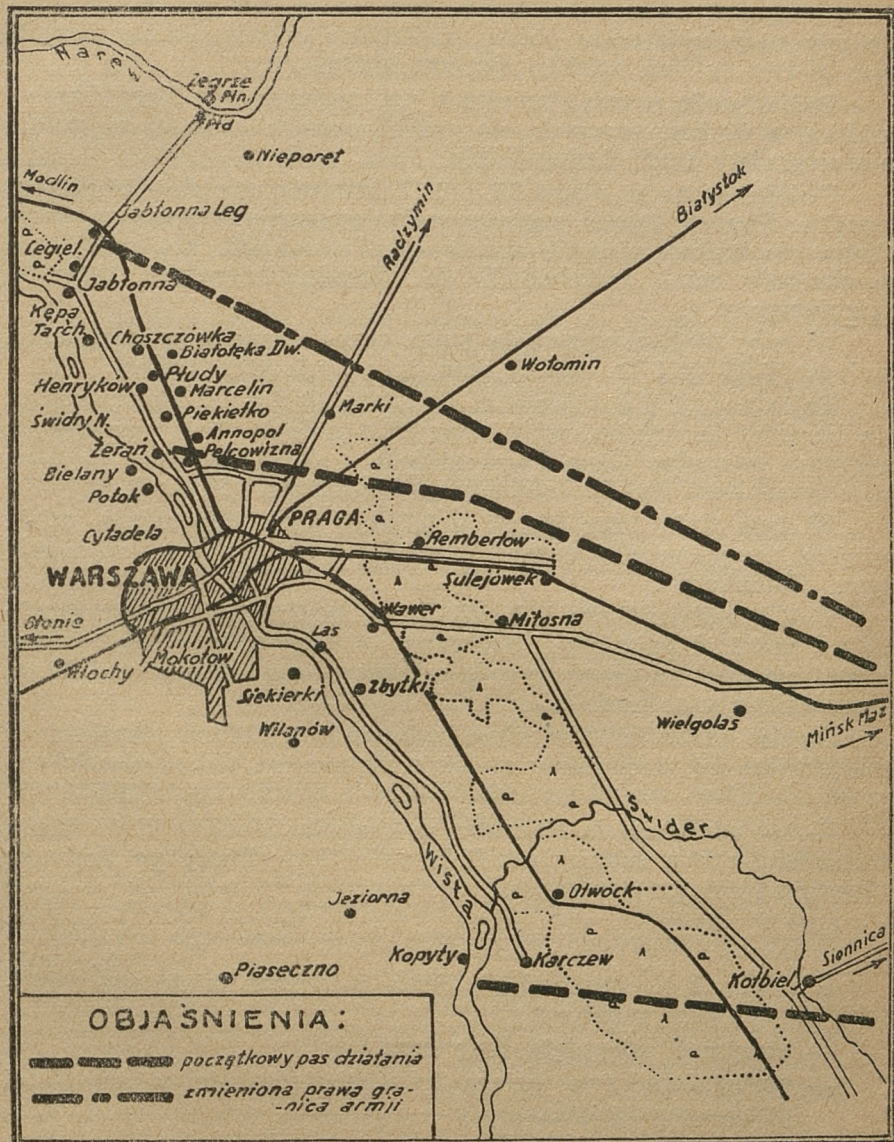 Narew
Zegrze
Płn.
Płd
Nieporęt
Modlin
Jabłonna Leg
Radzymin
Białystok
Legiel.
Jabłonna
Kępa
Tarch.
Choszczówka
Białołęka Dw.
Wołomin
Płudy
Henryków
Marcelin
Świdry N.
Piekiełko
Marki
Annopol
Żerań
Pelcowizna
Bielany
Potok
PRAGA
Cytadela
Rembertów
WARSZAWA
Sulejówek
Wawer
Miłosna
Błonie
Las
Włochy
Mokotów
Siekierki
Zbytki
Wielgolas
Mińsk Maz
Wilanów
Świder
Wisła
Otwock
Jeziorna
Kopyty
Karczew
Siennica
Piaseczno
Kołbiel
OBJAŚNIENIA:
początkowy pas działania
zmieniona prawa gra-
-nica armji